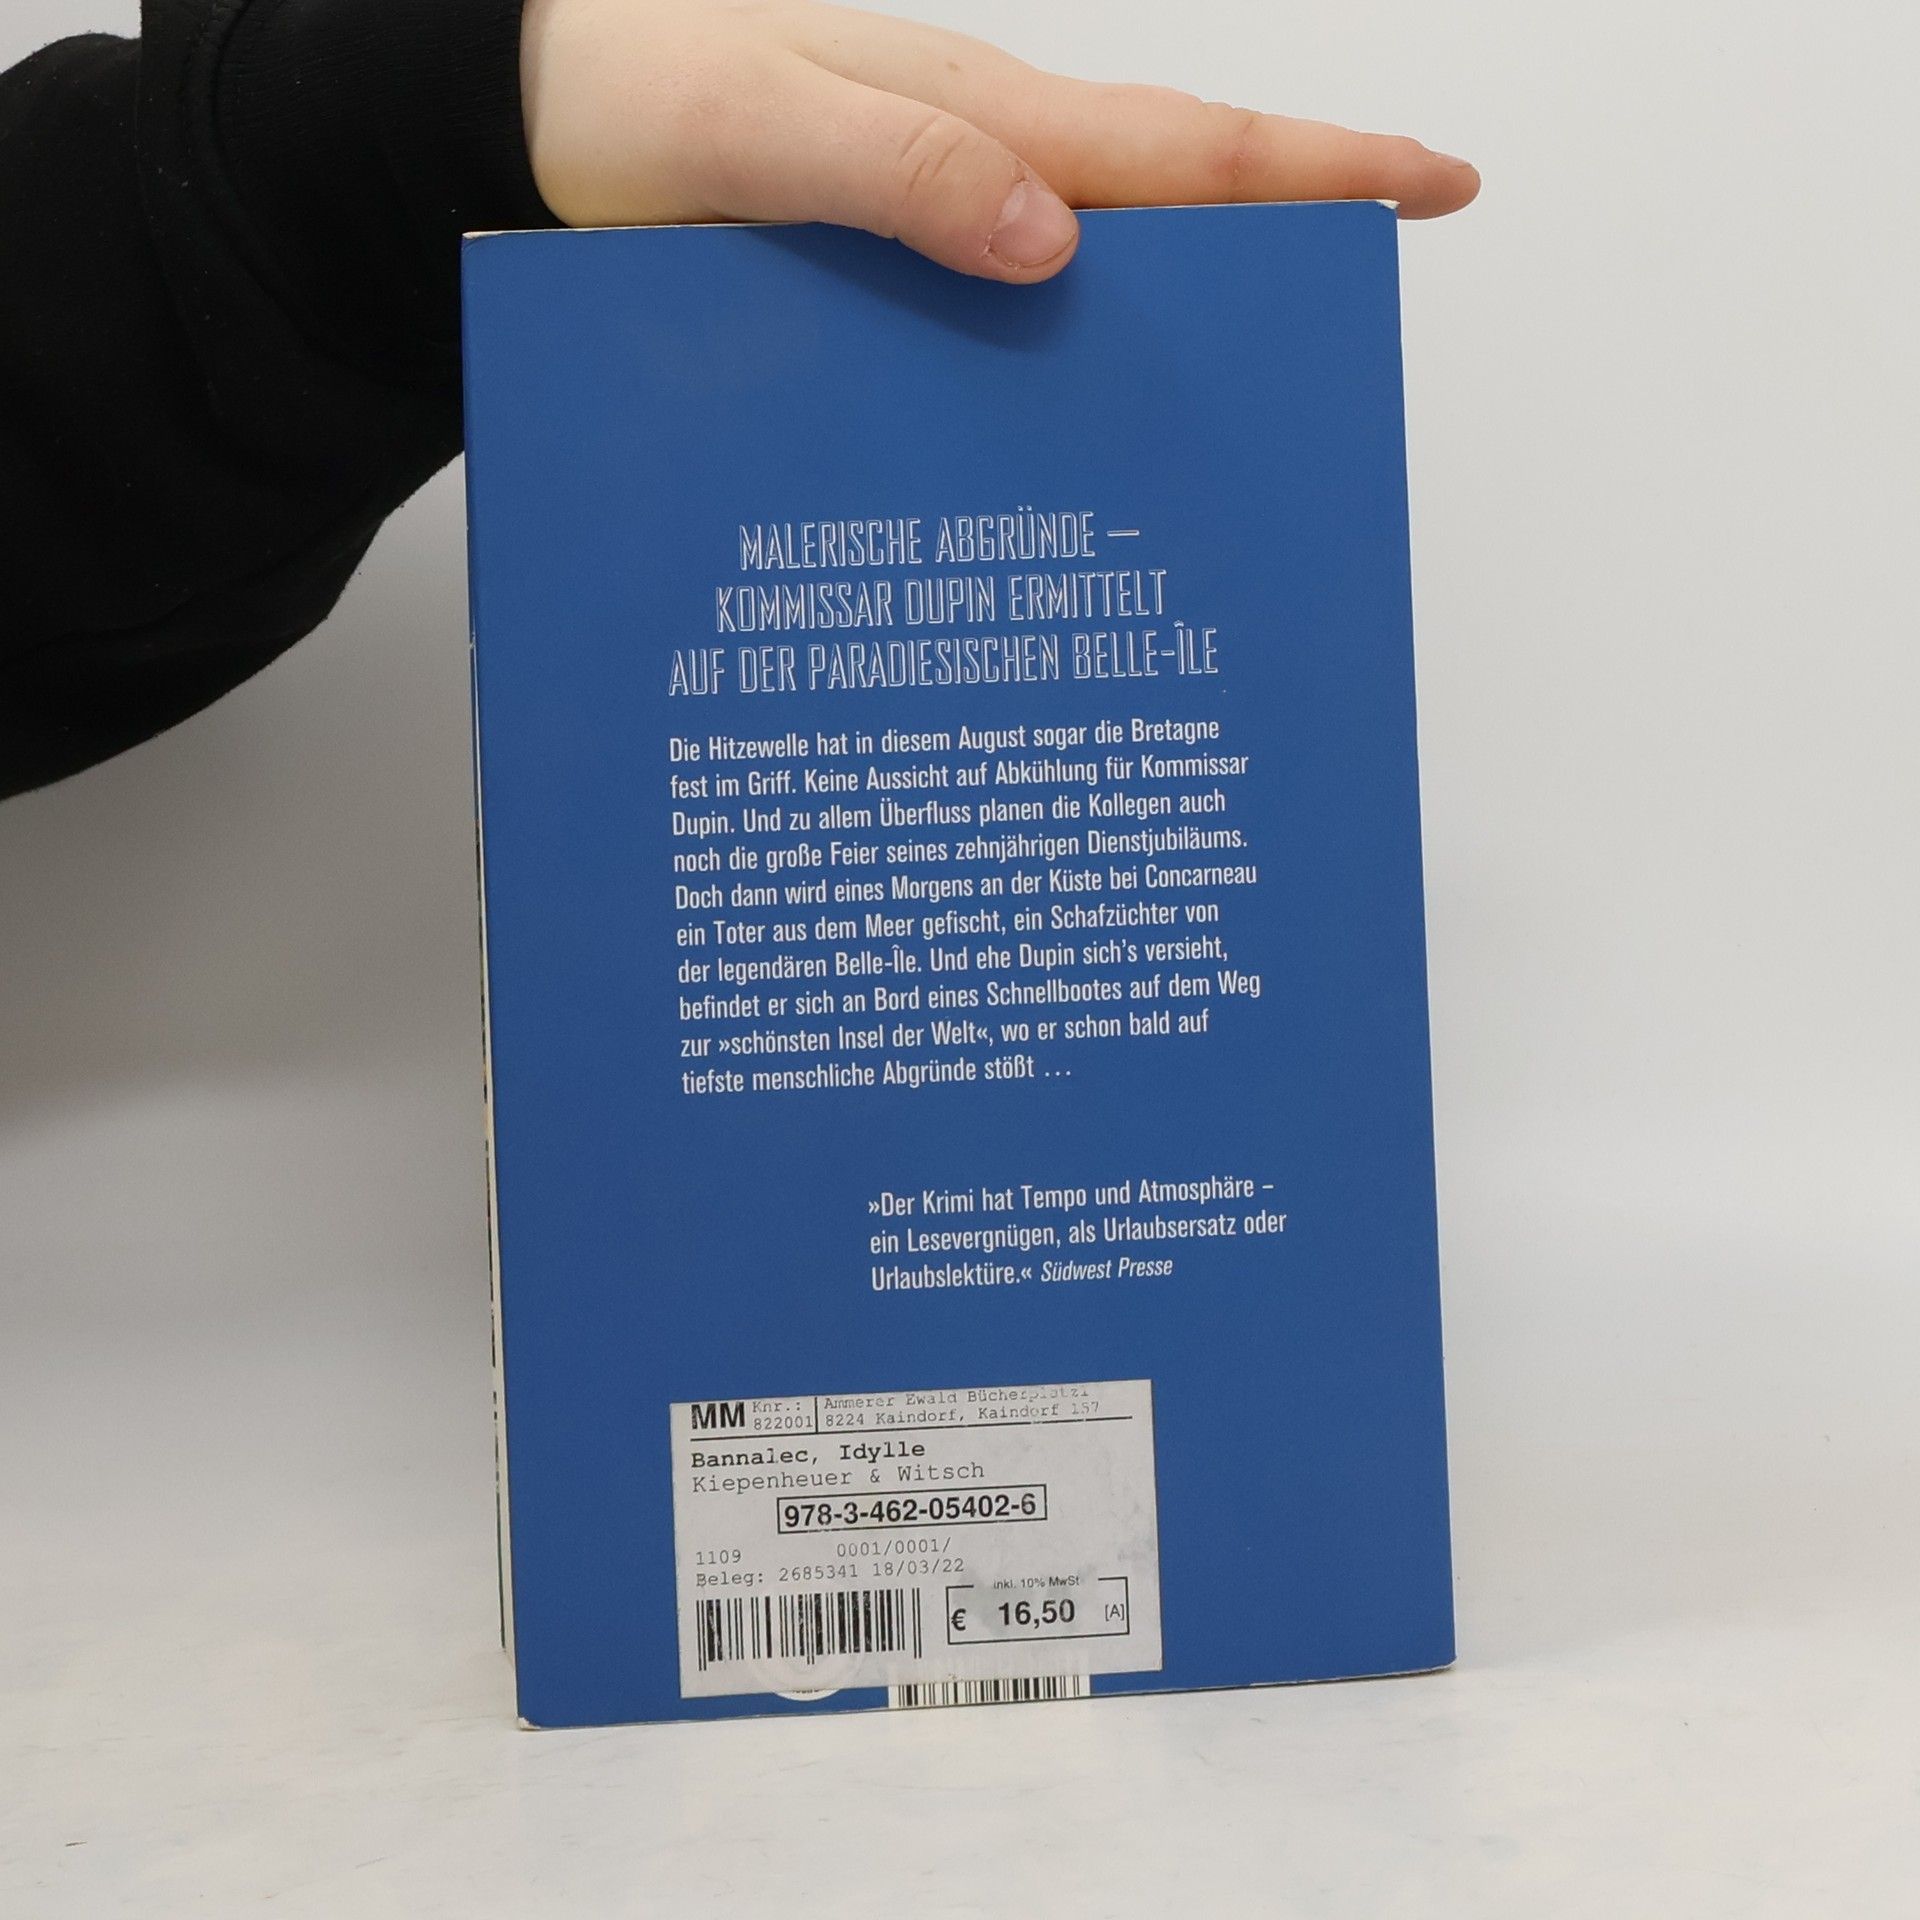 MALERISCHE ABGRÜNDE –
KOMMISSAR DUPIN ERMITTELT
AUF DER PARADIESISCHEN BELLE-ÎLE
Die Hitzewelle hat in diesem August sogar die Bretagne
fest im Griff. Keine Aussicht auf Abkühlung für Kommissar
Dupin. Und zu allem Überfluss planen die Kollegen auch
noch die große Feier seines zehnjährigen Dienstjubiläums.
Doch dann wird eines Morgens an der Küste bei Concarneau
ein Toter aus dem Meer gefischt, ein Schafzüchter von
der legendären Belle-Île. Und ehe Dupin sich's versieht,
befindet er sich an Bord eines Schnellbootes auf dem Weg
zur »schönsten Insel der Welt«, wo er schon bald auf
tiefste menschliche Abgründe stößt ...
»Der Krimi hat Tempo und Atmosphäre –
ein Lesevergnügen, als Urlaubsersatz oder
Urlaubslektüre.« Südwest Presse
MM Knr.: Ammerer Ewald Bücherplatzl
822001 8224 Kaindorf, Kaindorf 157
Bannalec, Idylle
Kiepenheuer & Witsch
978-3-462-05402-6
1109 0001/0001/
Beleg: 2685341 18/03/22
inkl. 10% MwSt
€ 16,50 [A]